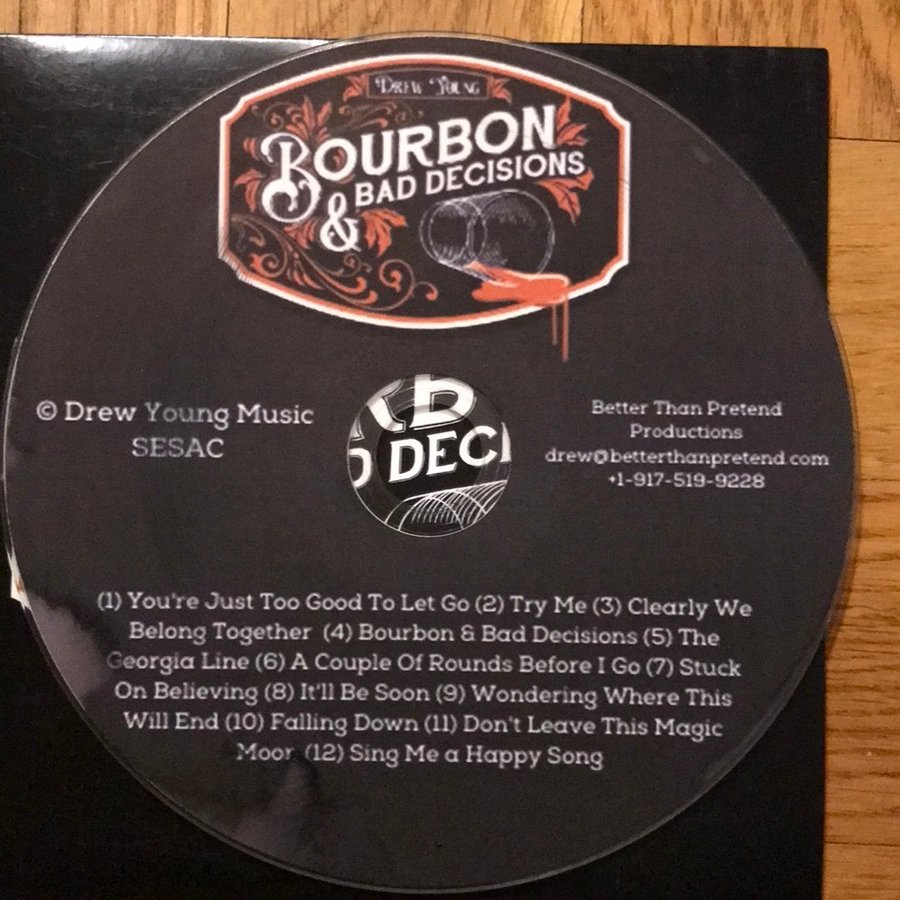 DREW YOUNG
BOURBON
& BAD DECISIONS
© Drew Young Music
SESAC
Better Than Pretend
Productions
drew@betterthanpretend.com
+1-917-519-9228
RB
D DECI
(1) You're Just Too Good To Let Go (2) Try Me (3) Clearly We
Belong Together (4) Bourbon & Bad Decisions (5) The
Georgia Line (6) A Couple Of Rounds Before I Go (7) Stuck
On Believing (8) It'll Be Soon (9) Wondering Where This
Will End (10) Falling Down (11) Don't Leave This Magic
Moon (12) Sing Me a Happy Song